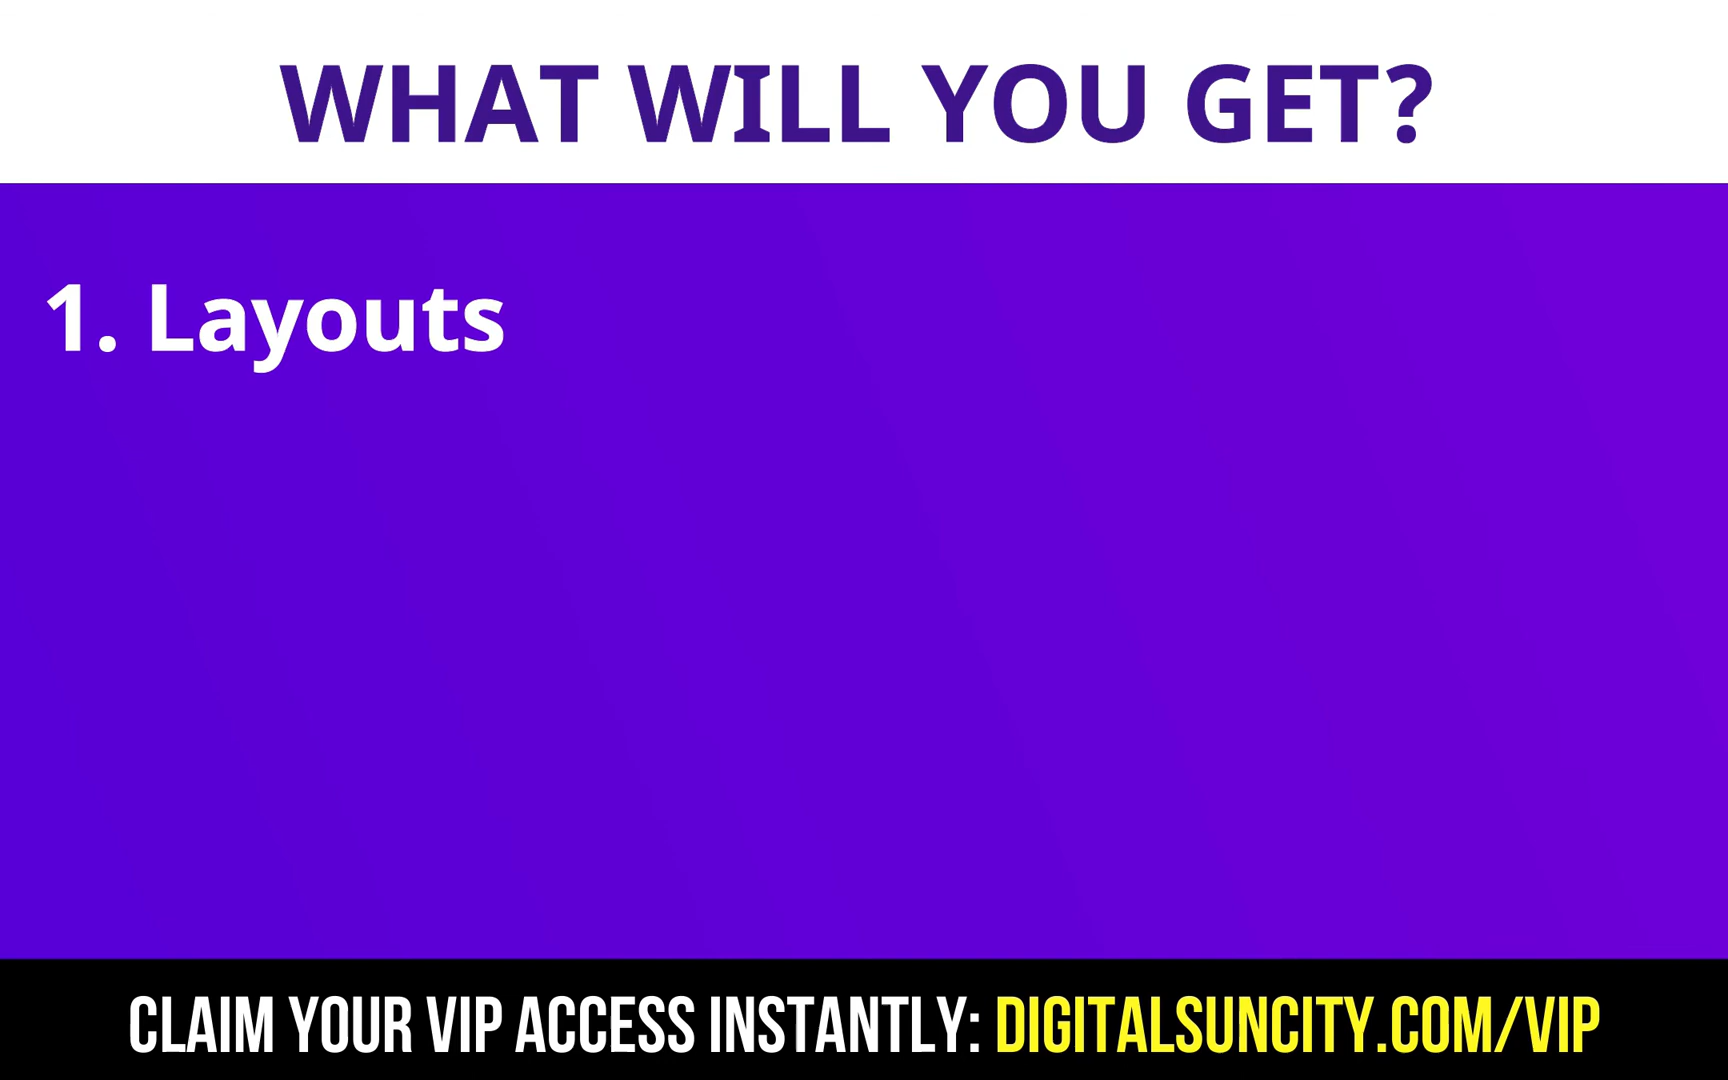 WHAT WILL YOU GET?
1. Layouts
CLAIM YOUR VIP ACCESS INSTANTLY: DIGITALSUNCITY.COM/VIP